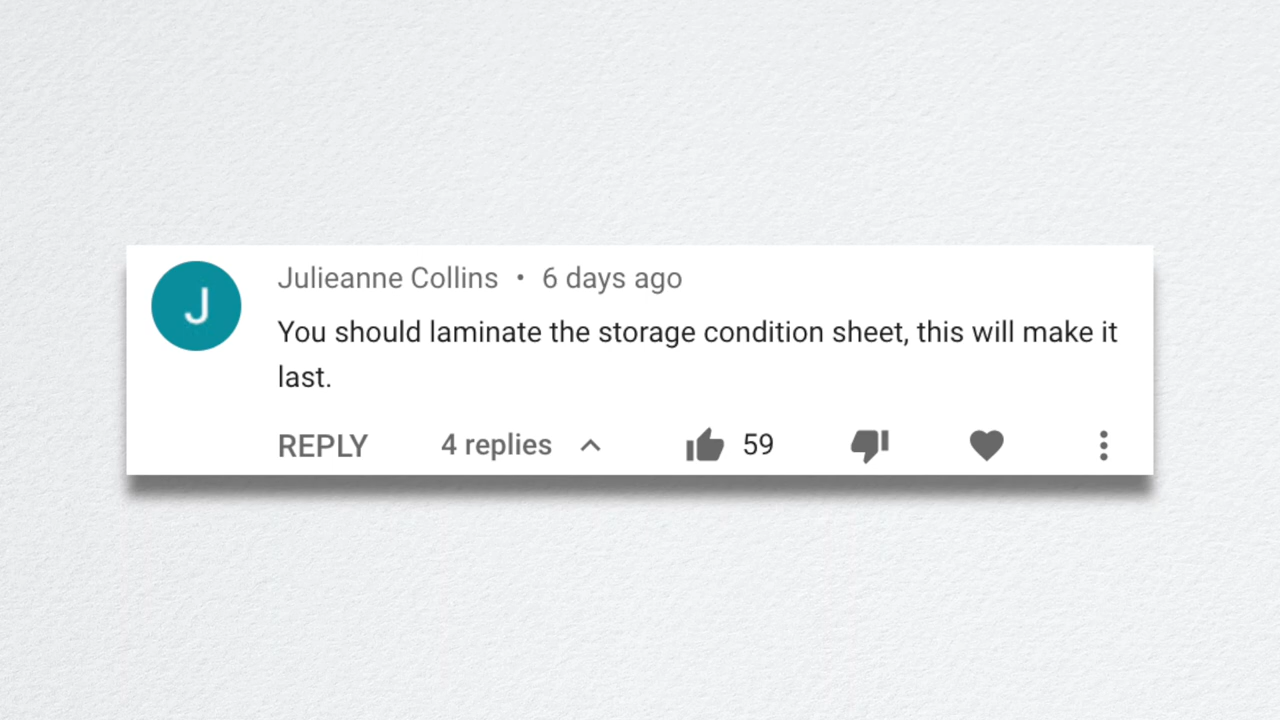 J
Julieanne Collins • 6 days ago
You should laminate the storage condition sheet, this will make it
last.
REPLY 4 replies 59